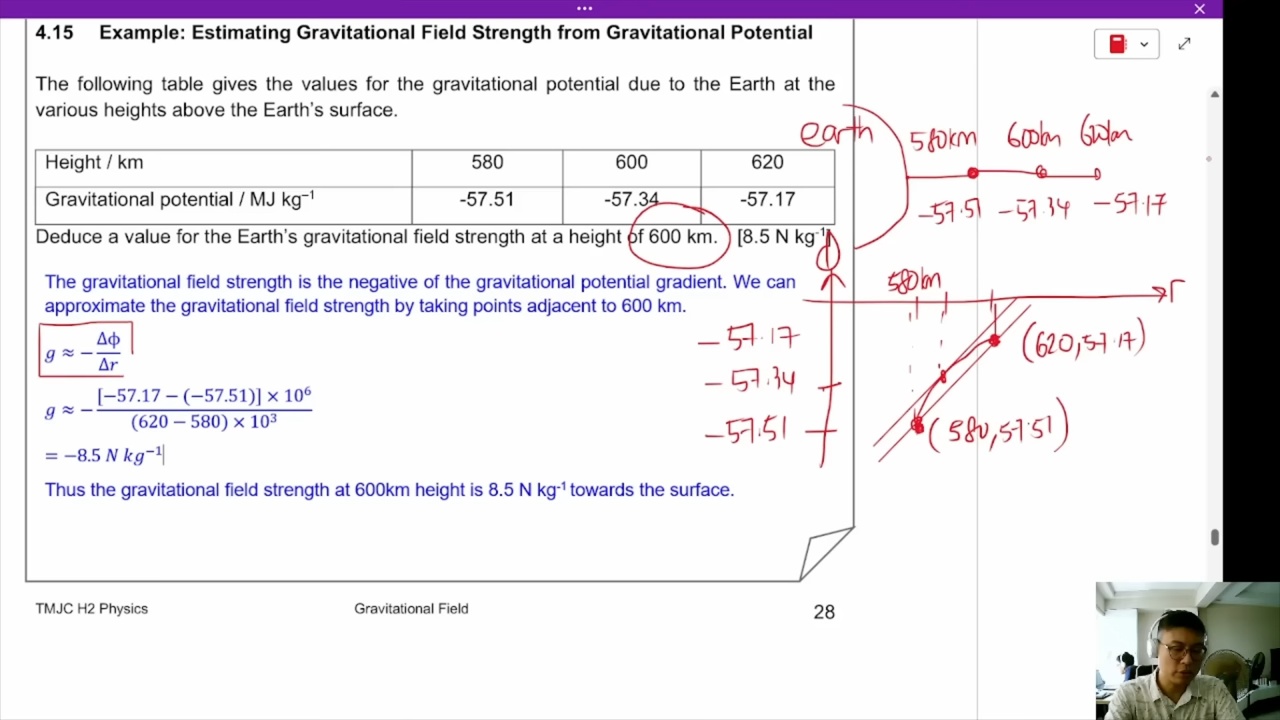 4.15 Example: Estimating Gravitational Field Strength from Gravitational Potential
The following table gives the values for the gravitational potential due to the Earth at the
various heights above the Earth's surface.
Height / km 580 600 620
Gravitational potential / MJ kg⁻¹ -57.51 -57.34 -57.17
Deduce a value for the Earth's gravitational field strength at a height of 600 km. [8.5 N kg⁻¹]
The gravitational field strength is the negative of the gravitational potential gradient. We can
approximate the gravitational field strength by taking points adjacent to 600 km.
g ≈ − Δϕ/Δr
g ≈ − [−57.17 − (−57.51)] × 10⁶ / (620 − 580) × 10³
= −8.5 N kg⁻¹
Thus the gravitational field strength at 600km height is 8.5 N kg⁻¹ towards the surface.
TMJC H2 Physics Gravitational Field 28
earth 580km 600km 620km
-57.51 -57.34 -57.17
ϕ
580km r
-57.17
-57.34
-57.51
(620,57.17)
(580,57.51)